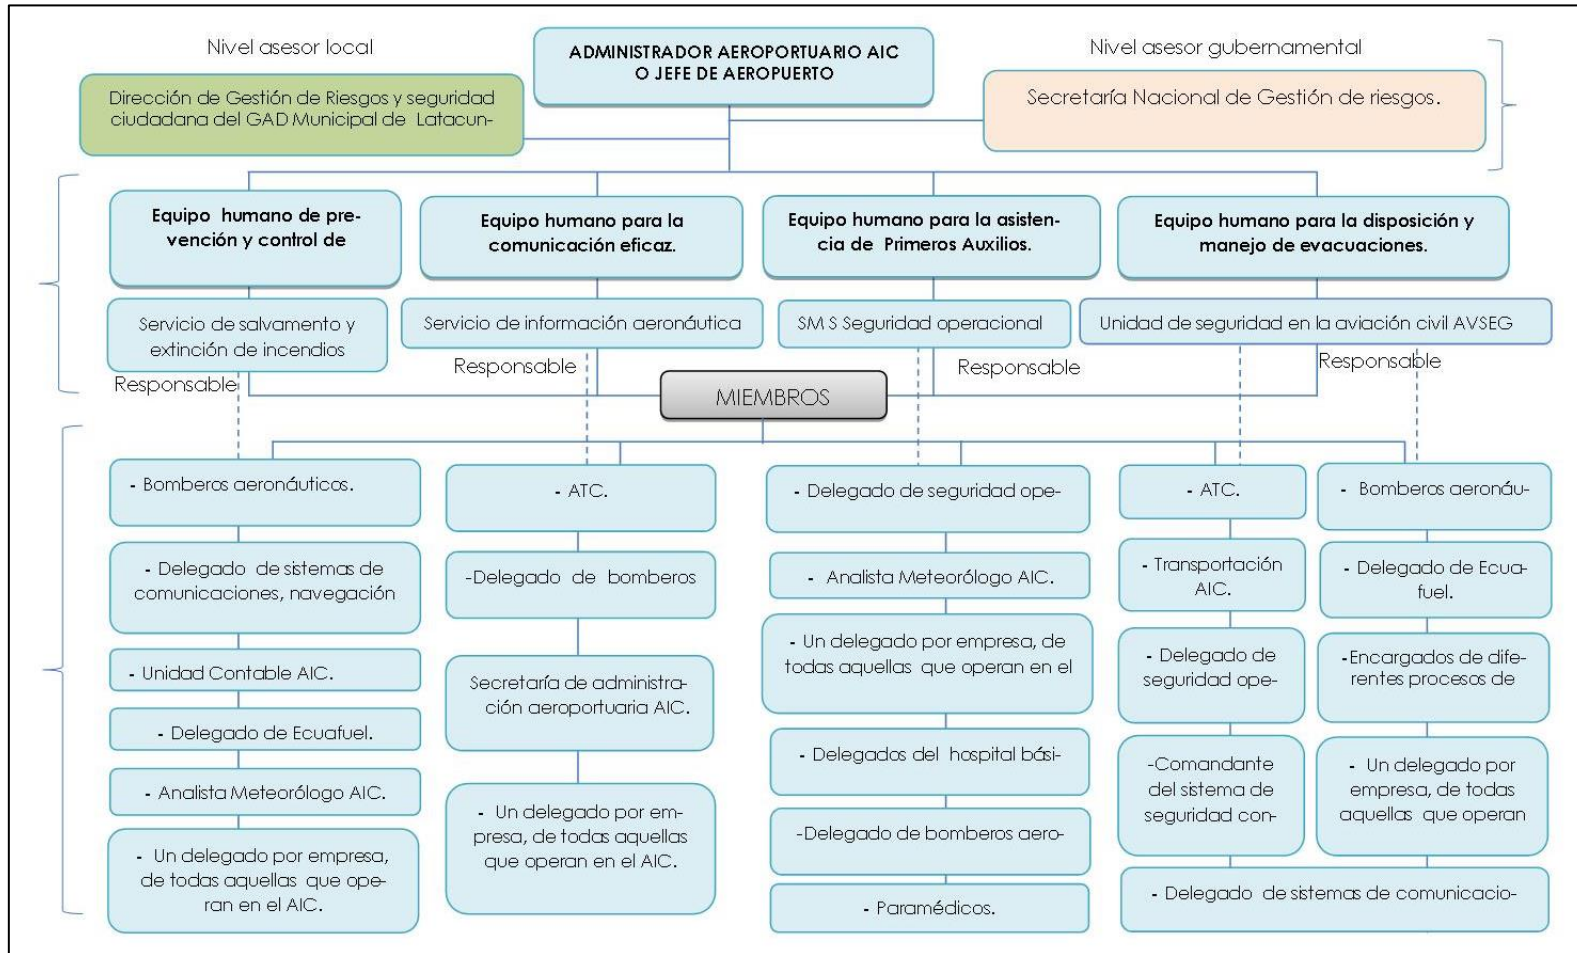 Nivel asesor local
ADMINISTRADOR AEROPORTUARIO AIC
O JEFE DE AEROPUERTO
Nivel asesor gubernamental
Dirección de Gestión de Riesgos y seguridad
ciudadana del GAD Municipal de Latacun-
Secretaría Nacional de Gestión de riesgos.
Equipo humano de pre-
vención y control de
Equipo humano para la
comunicación eficaz.
Equipo humano para la asisten-
cia de Primeros Auxilios.
Equipo humano para la disposición y
manejo de evacuaciones.
Servicio de salvamento y
extinción de incendios
Servicio de información aeronáutica
SM S Seguridad operacional
Unidad de seguridad en la aviación civil AVSEG
Responsable
Responsable
Responsable
Responsable
MIEMBROS
- Bomberos aeronáuticos.
- Delegado de sistemas de
comunicaciones, navegación
- Unidad Contable AIC.
- Delegado de Ecuafuel.
- Analista Meteorólogo AIC.
- Un delegado por empresa,
de todas aquellas que ope-
ran en el AIC.
- ATC.
-Delegado de bomberos
Secretaría de administra-
ción aeroportuaria AIC.
- Un delegado por em-
presa, de todas aquellas
que operan en el AIC.
- Delegado de seguridad ope-
- Analista Meteorólogo AIC.
- Un delegado por empresa, de
todas aquellas que operan en el
- Delegados del hospital bási-
-Delegado de bomberos aero-
- Paramédicos.
- ATC.
- Transportación
AIC.
- Delegado de
seguridad ope-
-Comandante
del sistema de
seguridad con-
- Bomberos aeronáu-
- Delegado de Ecua-
fuel.
-Encargados de dife-
rentes procesos de
- Un delegado por
empresa, de todas
aquellas que operan
- Delegado de sistemas de comunicacio-